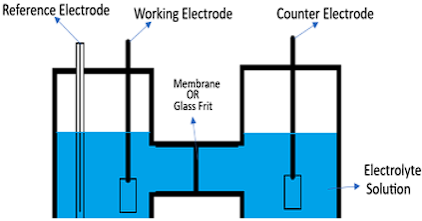 Reference Electrode
Working Electrode
Counter Electrode
Membrane
OR
Glass Frit
Electrolyte
Solution